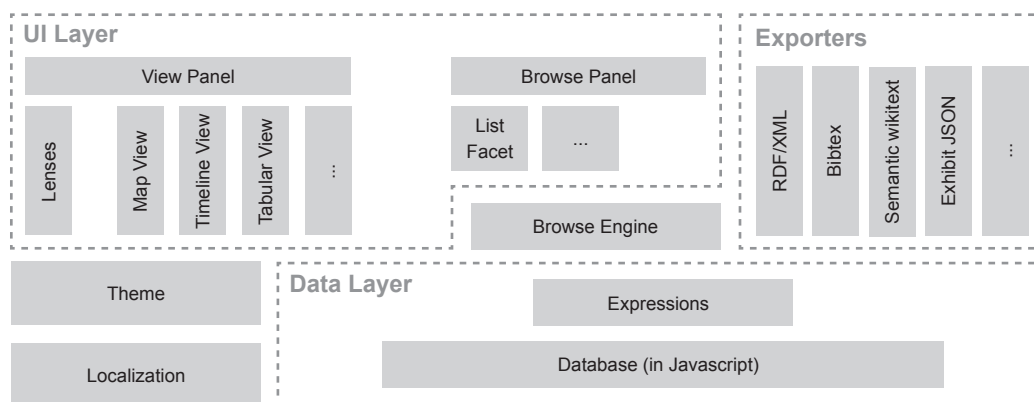 UI Layer
View Panel
Browse Panel
Lenses
Map View
Timeline View
Tabular View
...
List
Facet
...
Browse Engine
Exporters
RDF/XML
Bibtex
Semantic wikitext
Exhibit JSON
...
Theme
Localization
Data Layer
Expressions
Database (in Javascript)